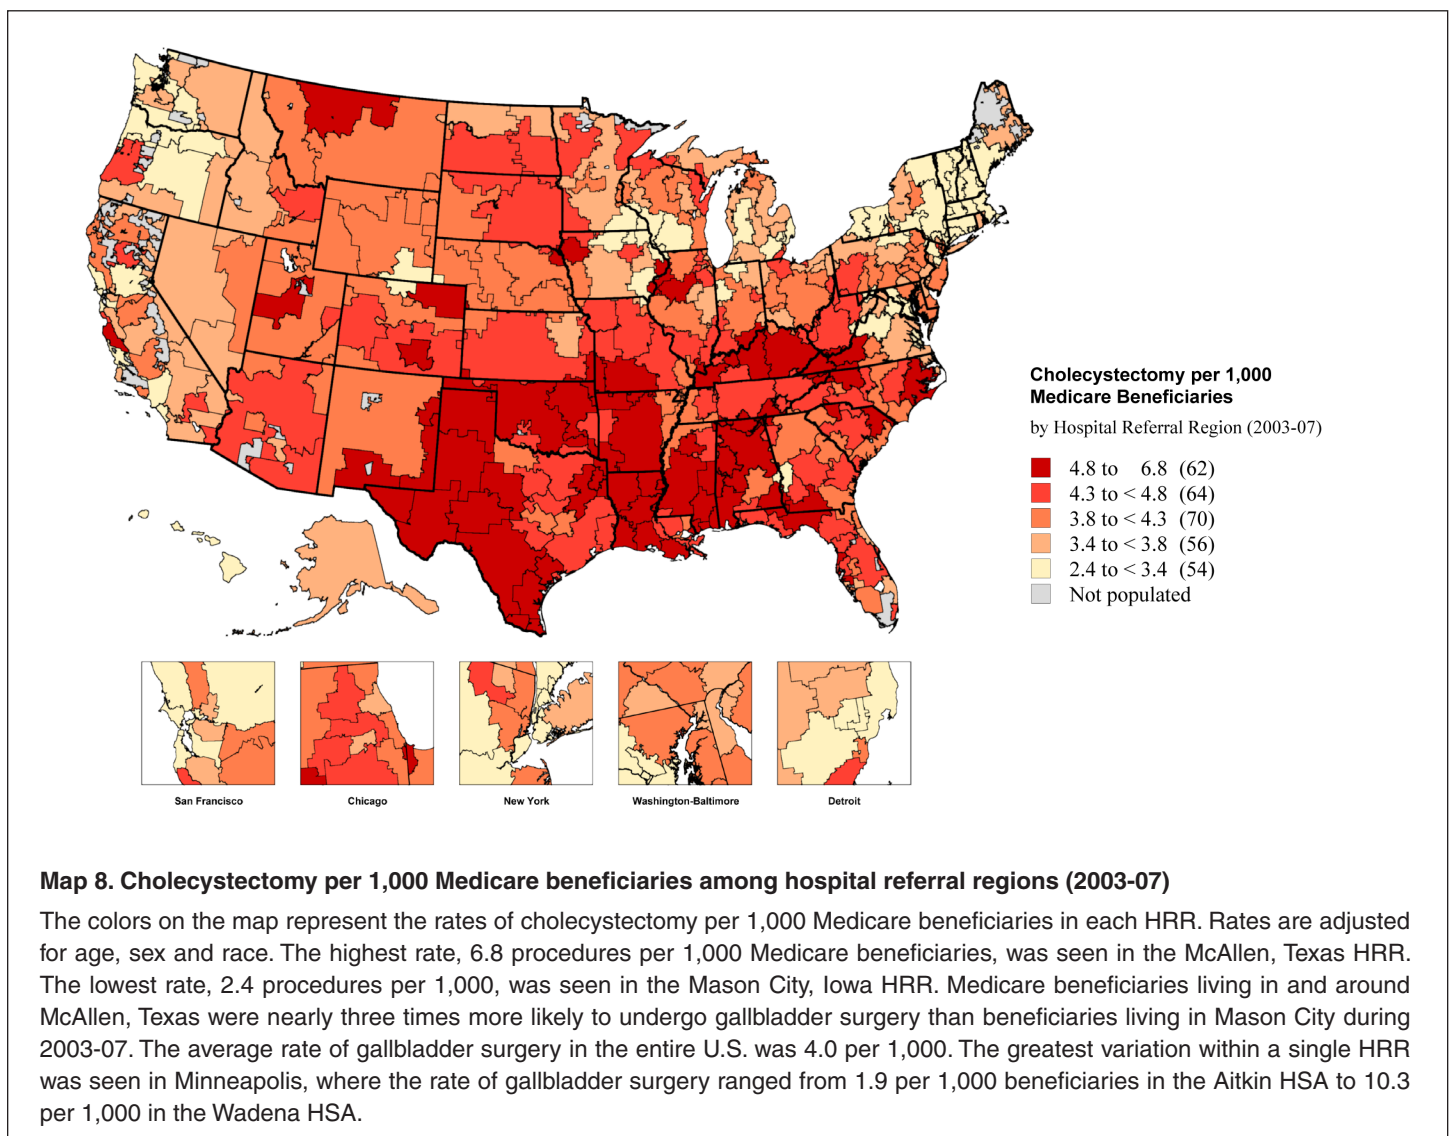 Cholecystectomy per 1,000
Medicare Beneficiaries
by Hospital Referral Region (2003-07)
4.8 to 6.8 (62)
4.3 to < 4.8 (64)
3.8 to < 4.3 (70)
3.4 to < 3.8 (56)
2.4 to < 3.4 (54)
Not populated
San Francisco
Chicago
New York
Washington-Baltimore
Detroit
Map 8. Cholecystectomy per 1,000 Medicare beneficiaries among hospital referral regions (2003-07)
The colors on the map represent the rates of cholecystectomy per 1,000 Medicare beneficiaries in each HRR. Rates are adjusted
for age, sex and race. The highest rate, 6.8 procedures per 1,000 Medicare beneficiaries, was seen in the McAllen, Texas HRR.
The lowest rate, 2.4 procedures per 1,000, was seen in the Mason City, Iowa HRR. Medicare beneficiaries living in and around
McAllen, Texas were nearly three times more likely to undergo gallbladder surgery than beneficiaries living in Mason City during
2003-07. The average rate of gallbladder surgery in the entire U.S. was 4.0 per 1,000. The greatest variation within a single HRR
was seen in Minneapolis, where the rate of gallbladder surgery ranged from 1.9 per 1,000 beneficiaries in the Aitkin HSA to 10.3
per 1,000 in the Wadena HSA.